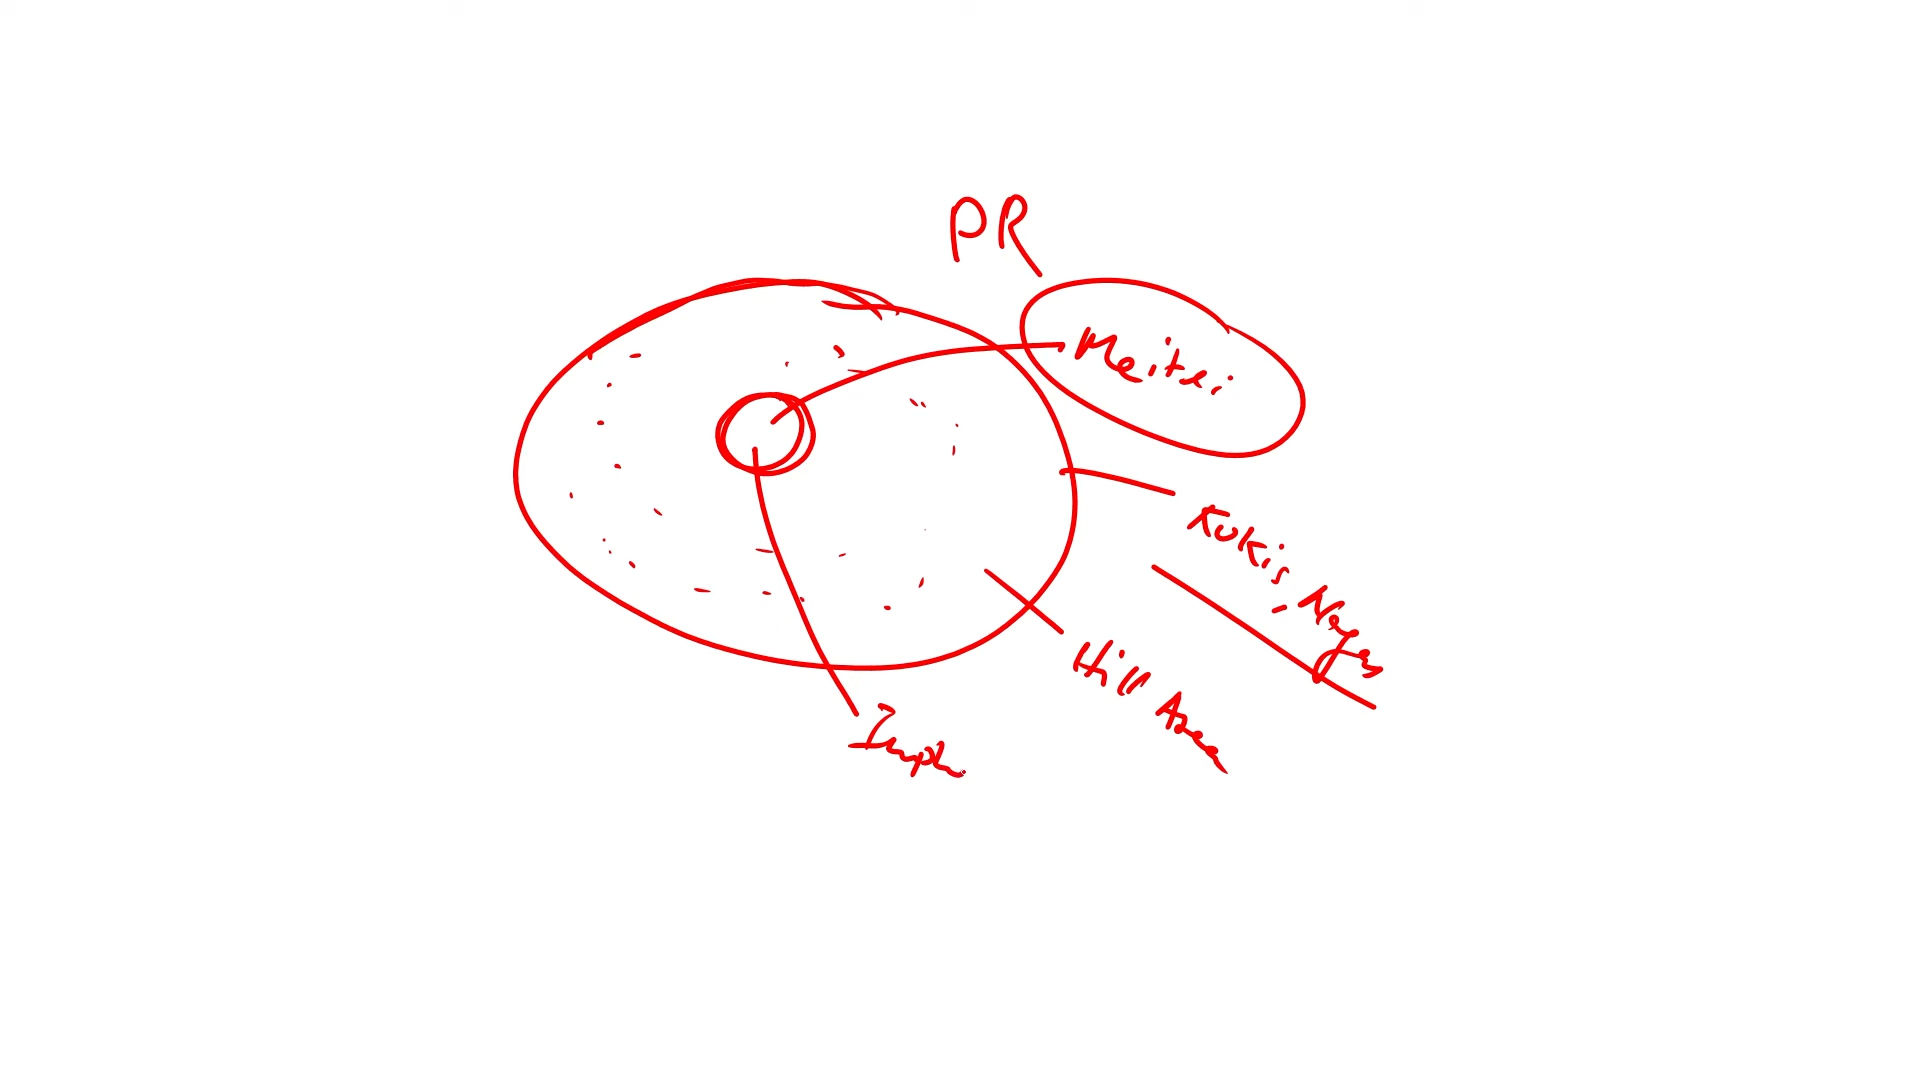 PR
Meitei
Kukis, Nagas
Hill Area
Imph